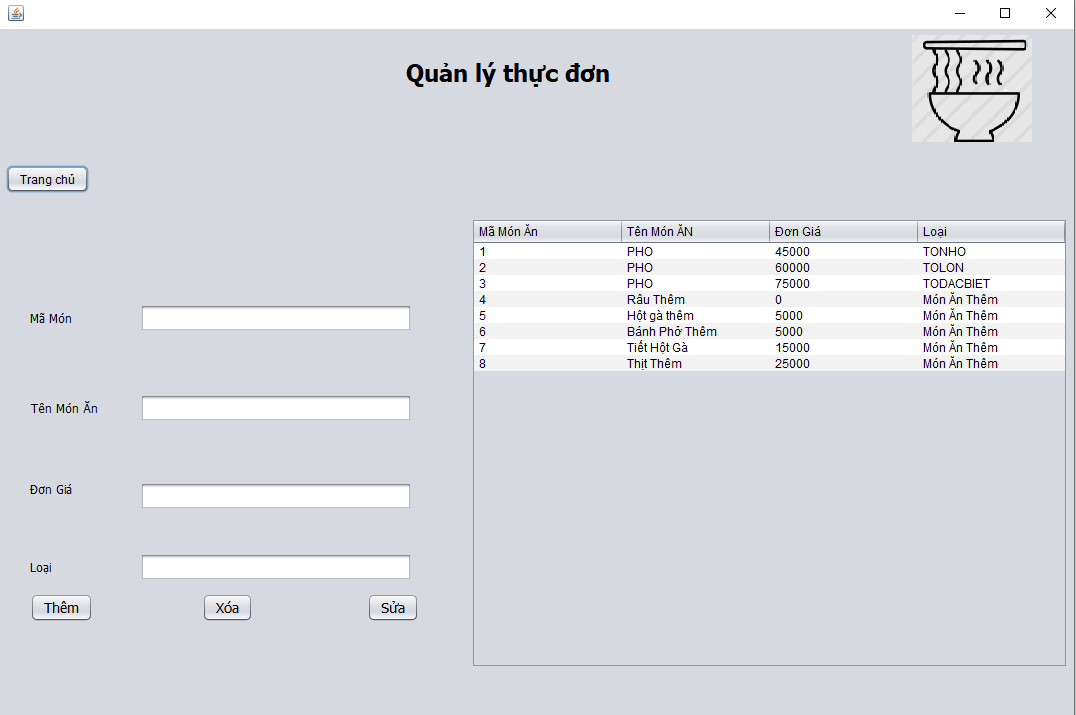 Quản lý thực đơn
Trang chủ
Mã Món Ăn Tên Món ĂN Đơn Giá Loại
1 PHO 45000 TONHO
2 PHO 60000 TOLON
3 PHO 75000 TODACBIET
4 Râu Thêm 0 Món Ăn Thêm
5 Hột gà thêm 5000 Món Ăn Thêm
6 Bánh Phở Thêm 5000 Món Ăn Thêm
7 Tiết Hột Gà 15000 Món Ăn Thêm
8 Thịt Thêm 25000 Món Ăn Thêm
Mã Món
Tên Món Ăn
Đơn Giá
Loại
Thêm Xóa Sửa